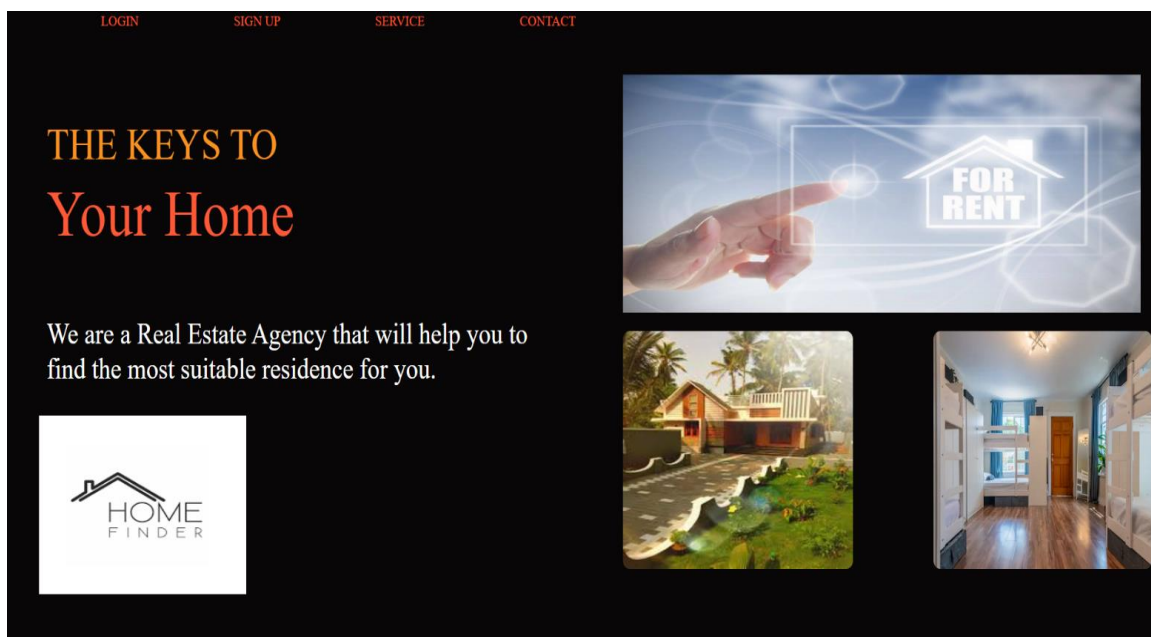 LOGIN SIGN UP SERVICE CONTACT
THE KEYS TO
Your Home
We are a Real Estate Agency that will help you to
find the most suitable residence for you.
HOME
FINDER
FOR
RENT